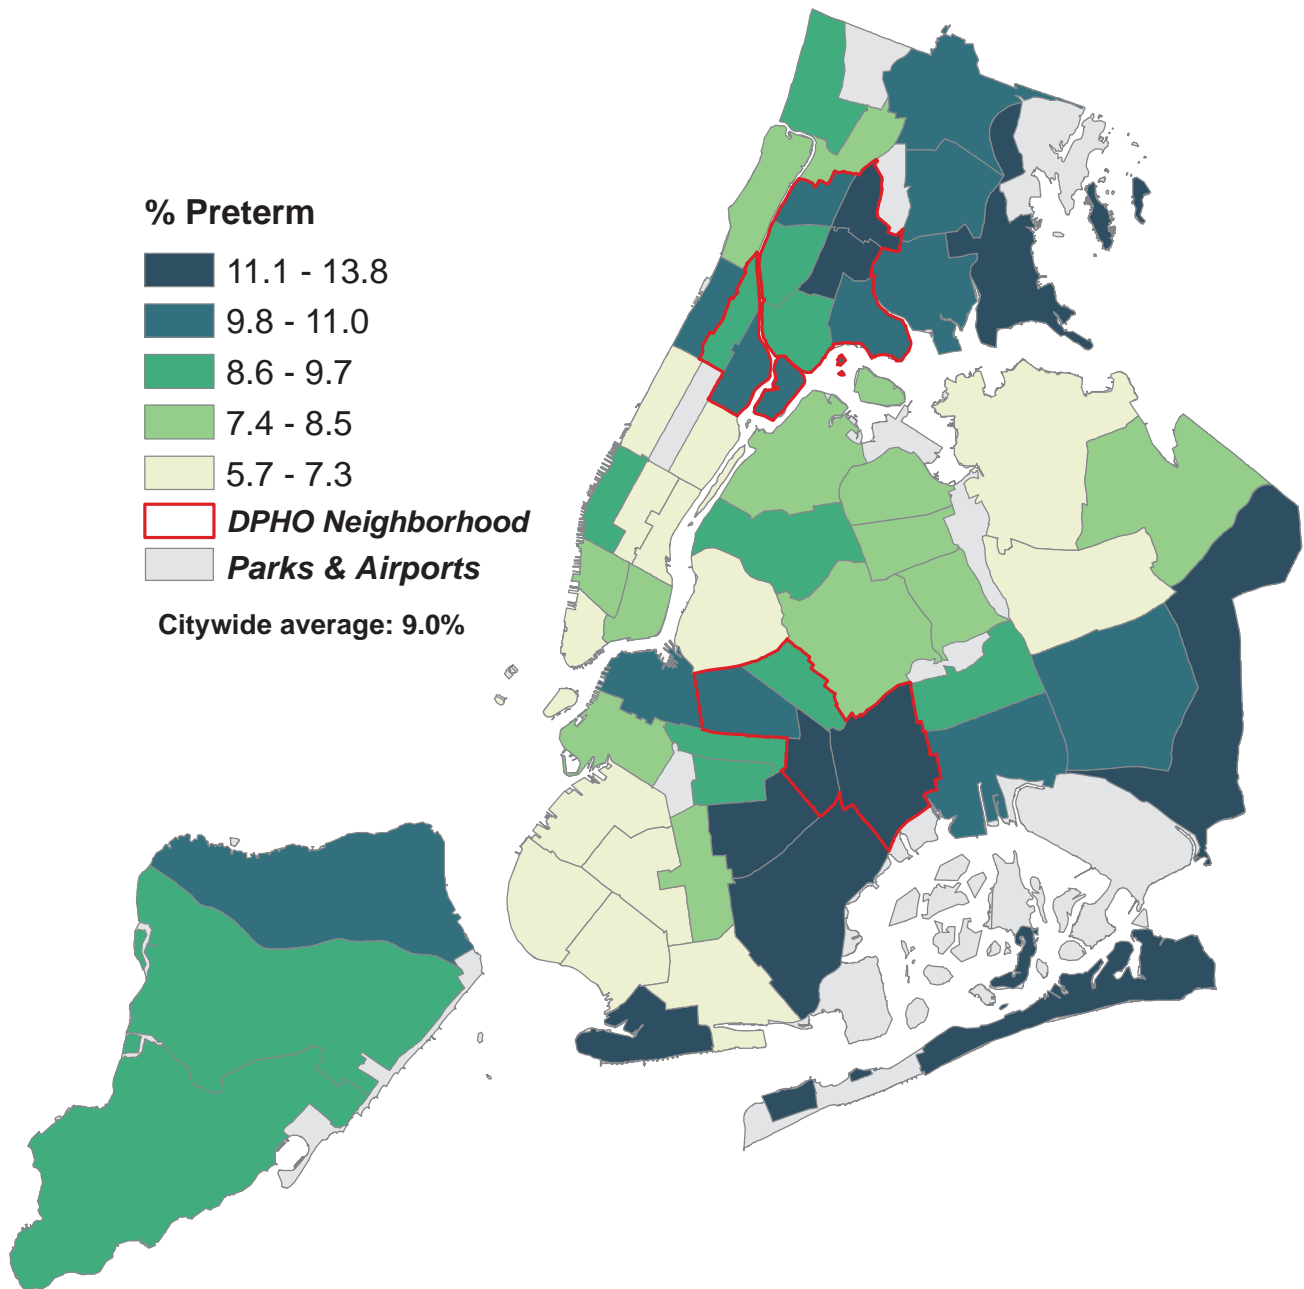 % Preterm
11.1 - 13.8
9.8 - 11.0
8.6 - 9.7
7.4 - 8.5
5.7 - 7.3
DPHO Neighborhood
Parks & Airports
Citywide average: 9.0%